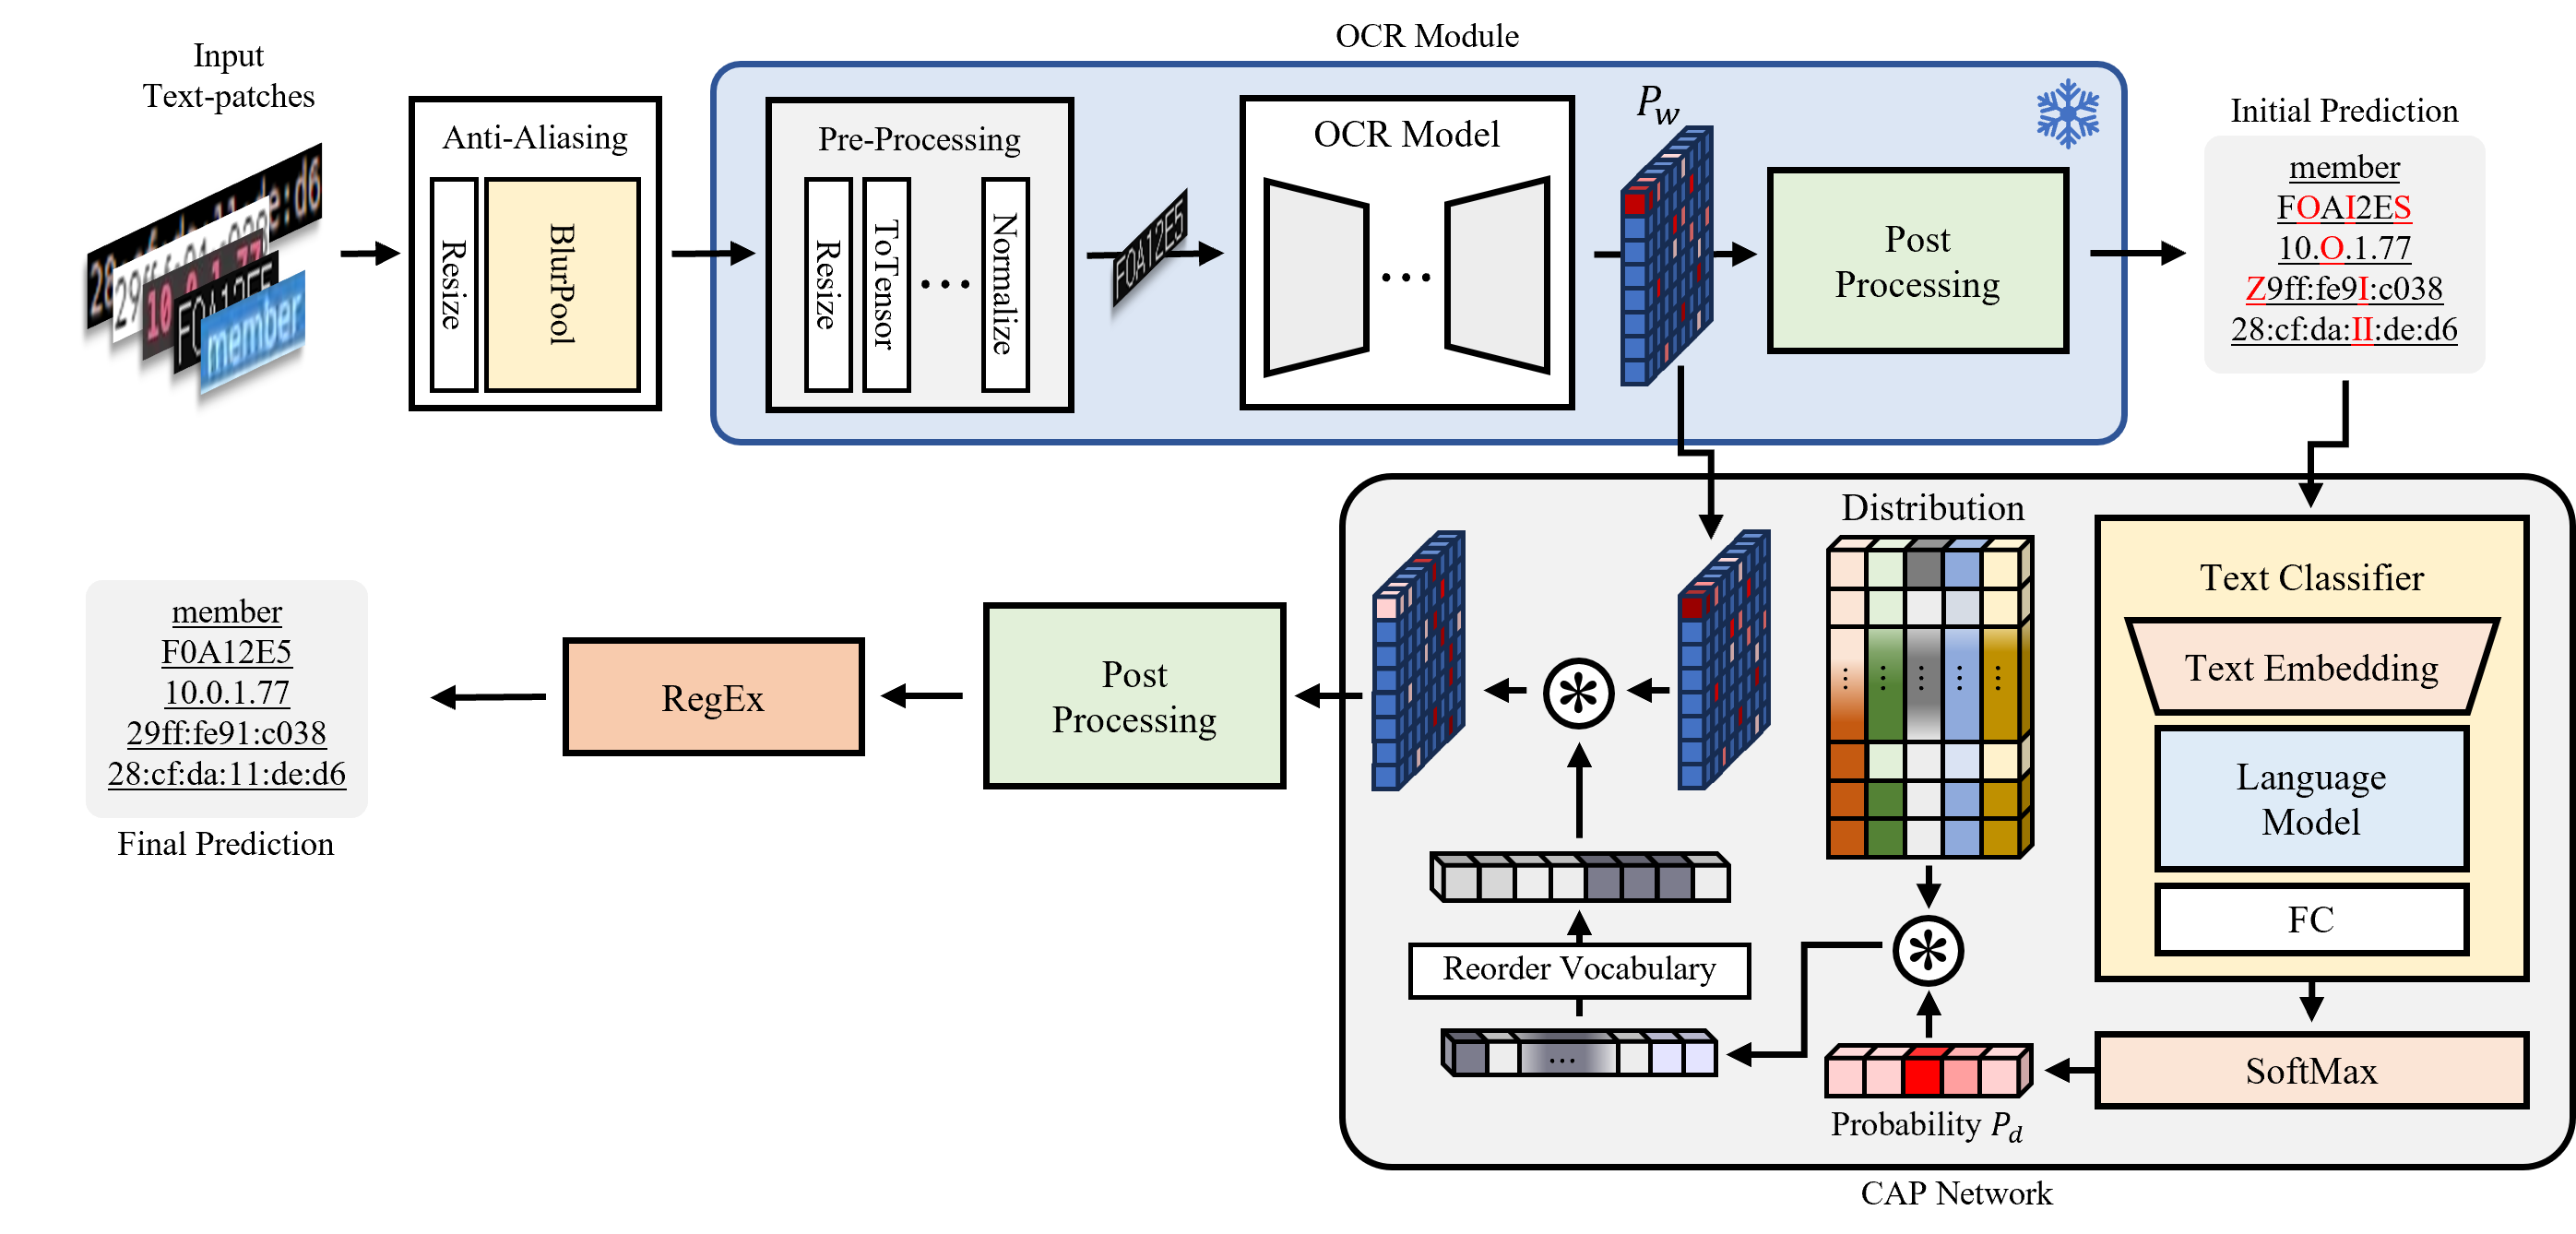 OCR Module
Input
Text-patches
28:cf:da:11:de:d6
10.0.1.77
F0A12E5
member
Anti-Aliasing
Resize
BlurPool
Pre-Processing
Resize
ToTensor
...
Normalize
F0A12E5
OCR Model
...
P_w
Post
Processing
Initial Prediction
member
FOAI2ES
10.O.1.77
Z9ff:fe9I:c038
28:cf:da:II:de:d6
Distribution
Text Classifier
Text Embedding
Language
Model
FC
SoftMax
Probability P_d
Reorder Vocabulary
...
Post
Processing
RegEx
member
F0A12E5
10.0.1.77
29ff:fe91:c038
28:cf:da:11:de:d6
Final Prediction
CAP Network